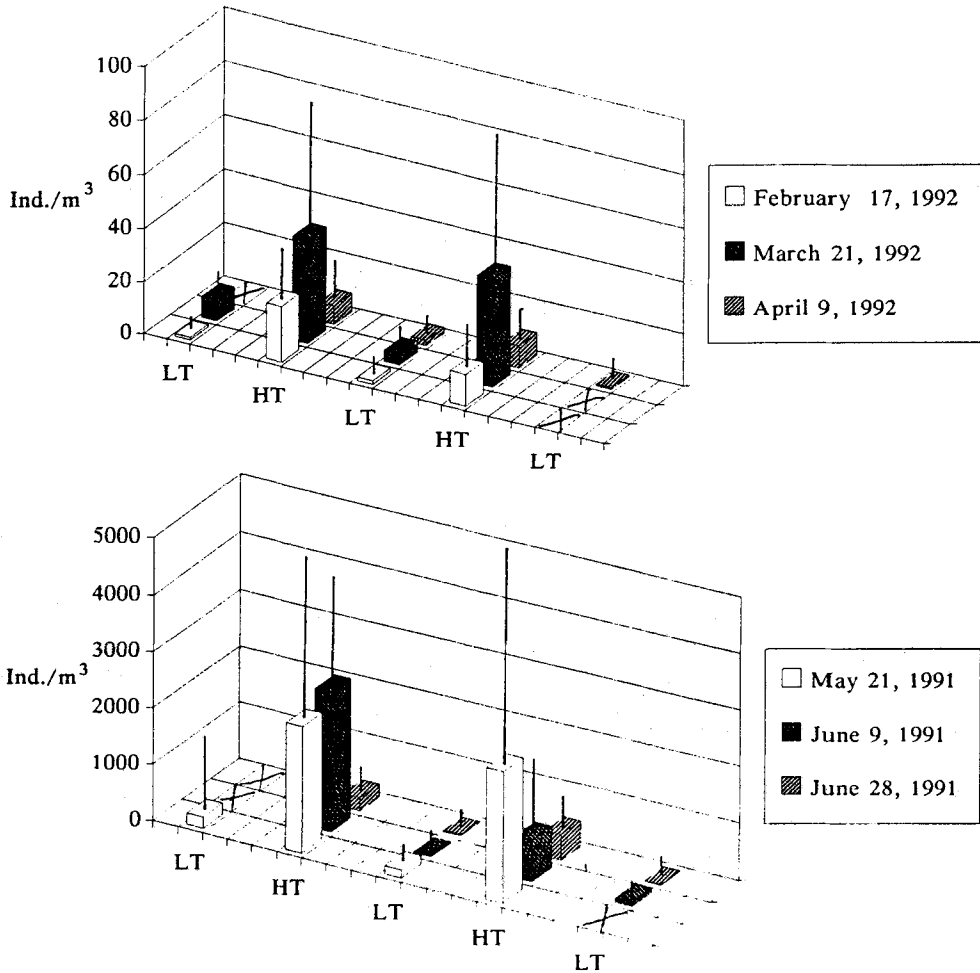 100
80
60
40
20
0
Ind./m³
LT
HT
LT
HT
LT
February 17, 1992
March 21, 1992
April 9, 1992
5000
4000
3000
2000
1000
0
Ind./m³
LT
HT
LT
HT
LT
May 21, 1991
June 9, 1991
June 28, 1991